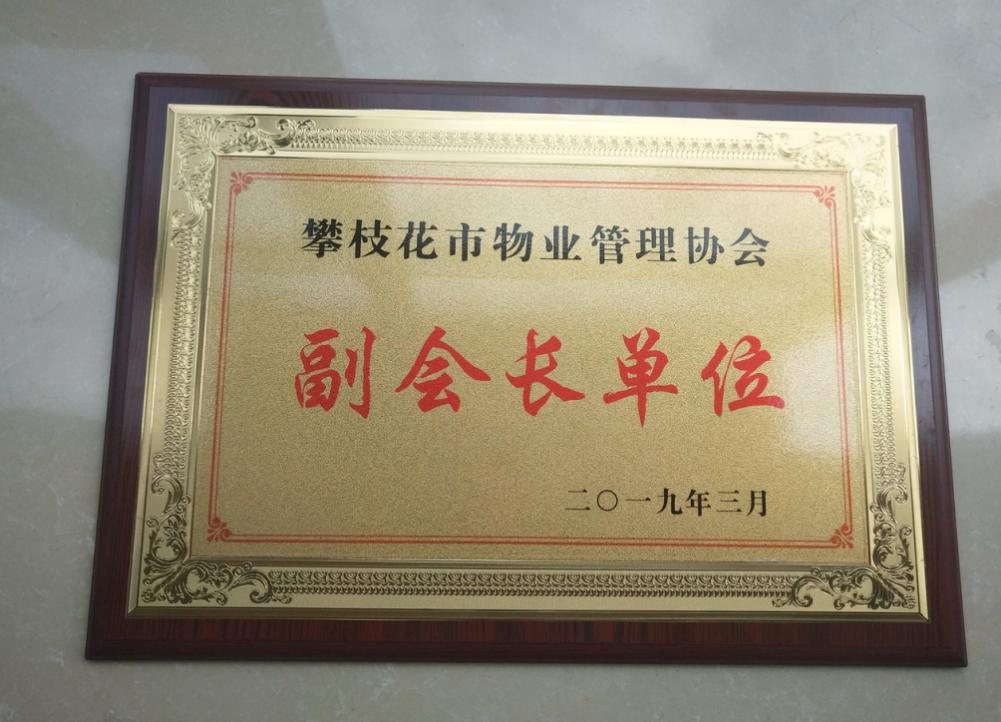 攀枝花市物业管理协会
副会长单位
二〇一九年三月